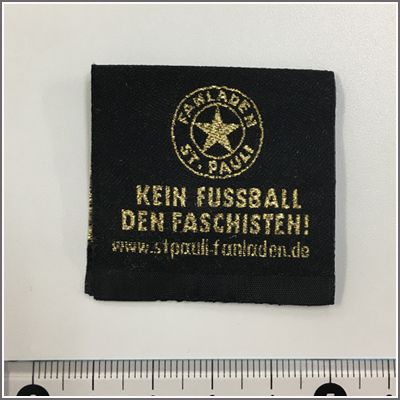 FANLADEN
ST. PAULI
KEIN FUSSBALL
DEN FASCHISTEN!
www.stpauli-fanladen.de